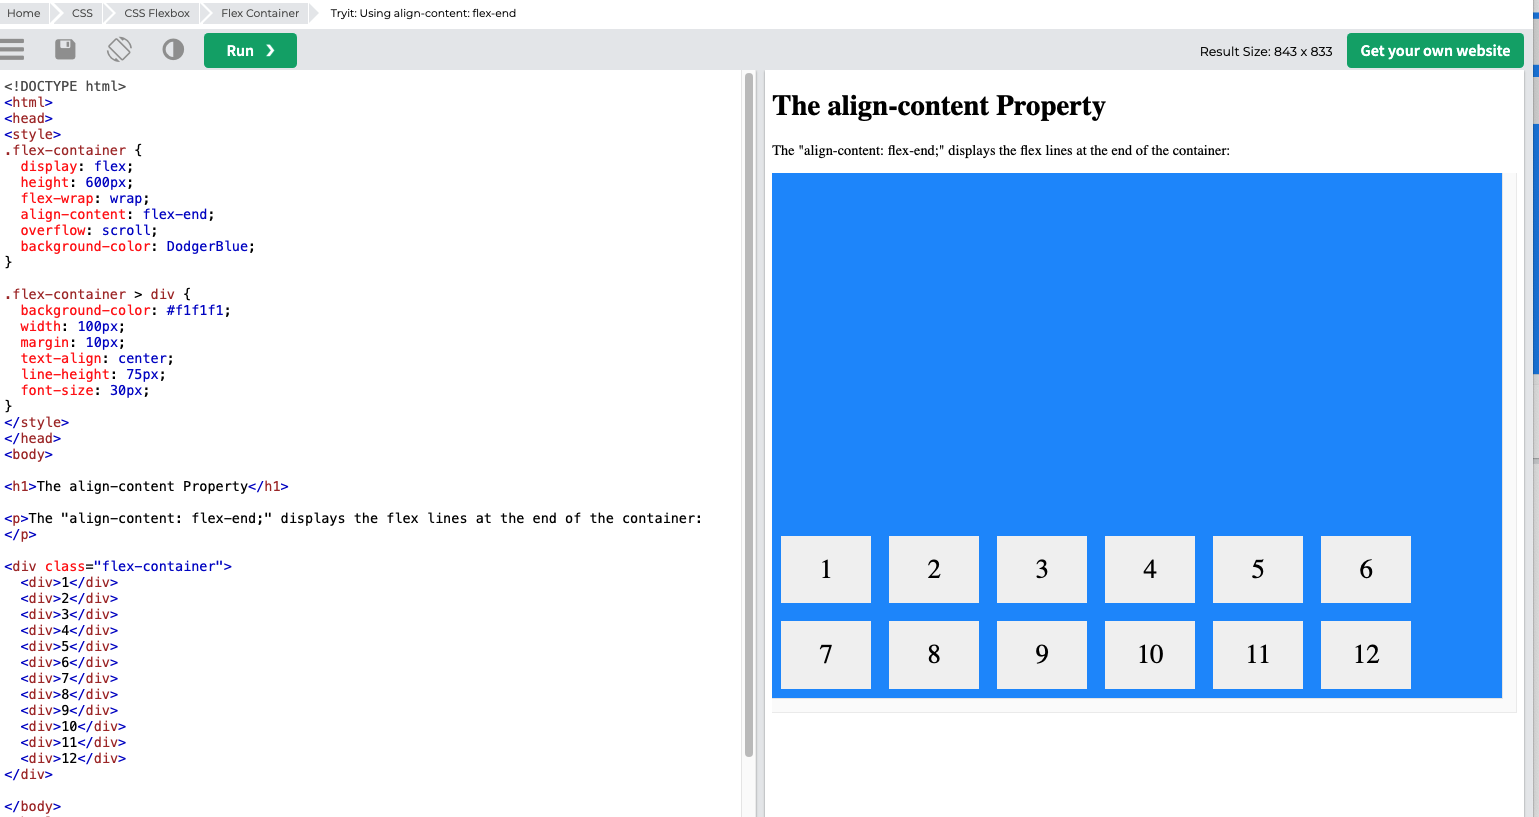 Home CSS CSS Flexbox Flex Container Tryit: Using align-content: flex-end
Run ❯ Result Size: 843 x 833 Get your own website
<!DOCTYPE html>
<html>
<head>
<style>
.flex-container {
  display: flex;
  height: 600px;
  flex-wrap: wrap;
  align-content: flex-end;
  overflow: scroll;
  background-color: DodgerBlue;
}

.flex-container > div {
  background-color: #f1f1f1;
  width: 100px;
  margin: 10px;
  text-align: center;
  line-height: 75px;
  font-size: 30px;
}
</style>
</head>
<body>

<h1>The align-content Property</h1>

<p>The "align-content: flex-end;" displays the flex lines at the end of the container:
</p>

<div class="flex-container">
  <div>1</div>
  <div>2</div>
  <div>3</div>
  <div>4</div>
  <div>5</div>
  <div>6</div>
  <div>7</div>
  <div>8</div>
  <div>9</div>
  <div>10</div>
  <div>11</div>
  <div>12</div>
</div>

</body>
The align-content Property
The "align-content: flex-end;" displays the flex lines at the end of the container:
1 2 3 4 5 6
7 8 9 10 11 12